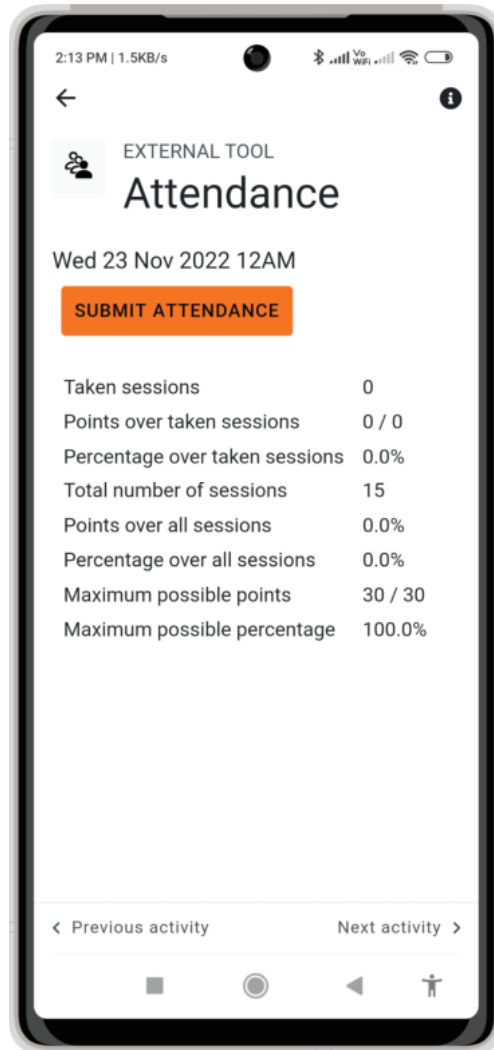 2:13 PM | 1.5KB/s Vo WiFi
EXTERNAL TOOL
Attendance
Wed 23 Nov 2022 12AM
SUBMIT ATTENDANCE
Taken sessions 0
Points over taken sessions 0 / 0
Percentage over taken sessions 0.0%
Total number of sessions 15
Points over all sessions 0.0%
Percentage over all sessions 0.0%
Maximum possible points 30 / 30
Maximum possible percentage 100.0%
Previous activity Next activity